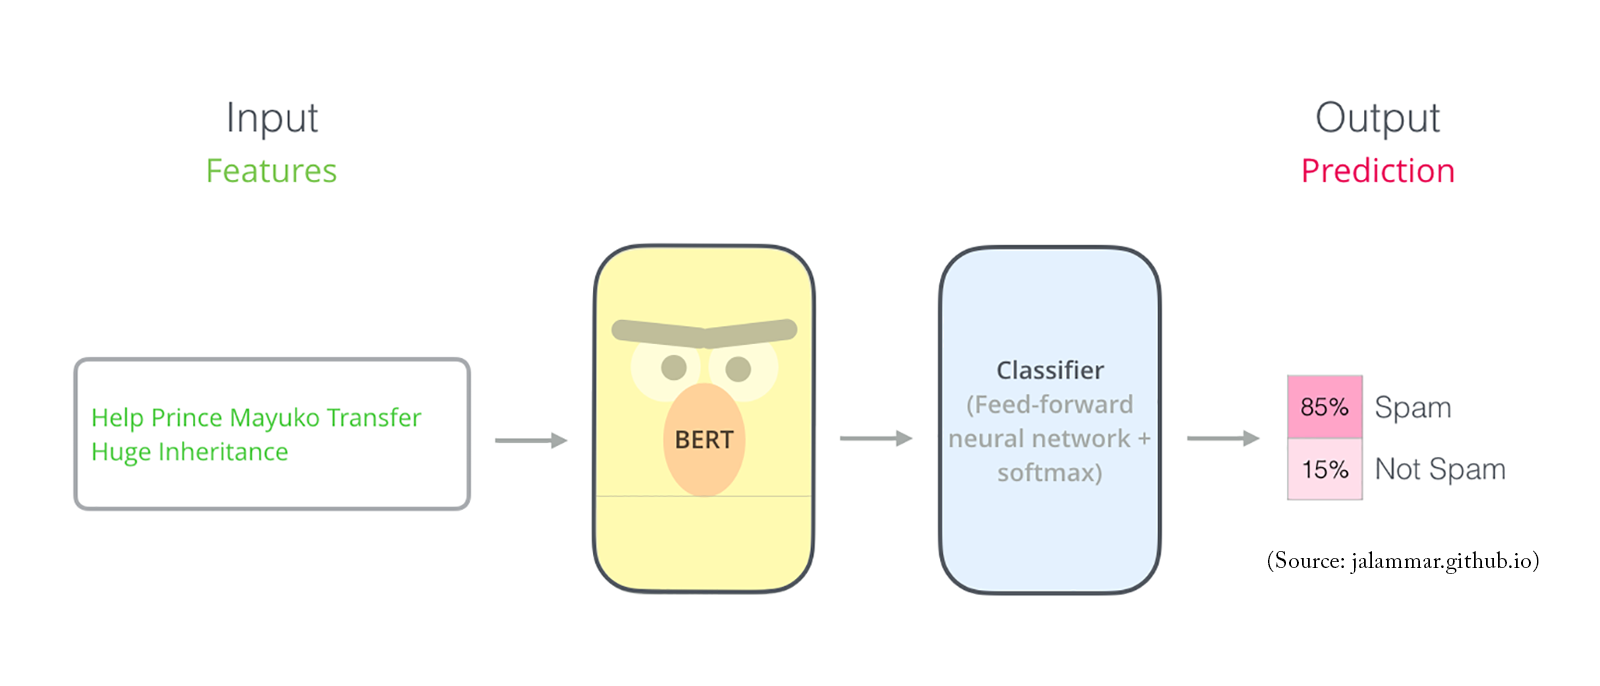 Input
Features
Output
Prediction
Help Prince Mayuko Transfer
Huge Inheritance
BERT
Classifier
(Feed-forward
neural network +
softmax)
85% Spam
15% Not Spam
(Source: jalammar.github.io)